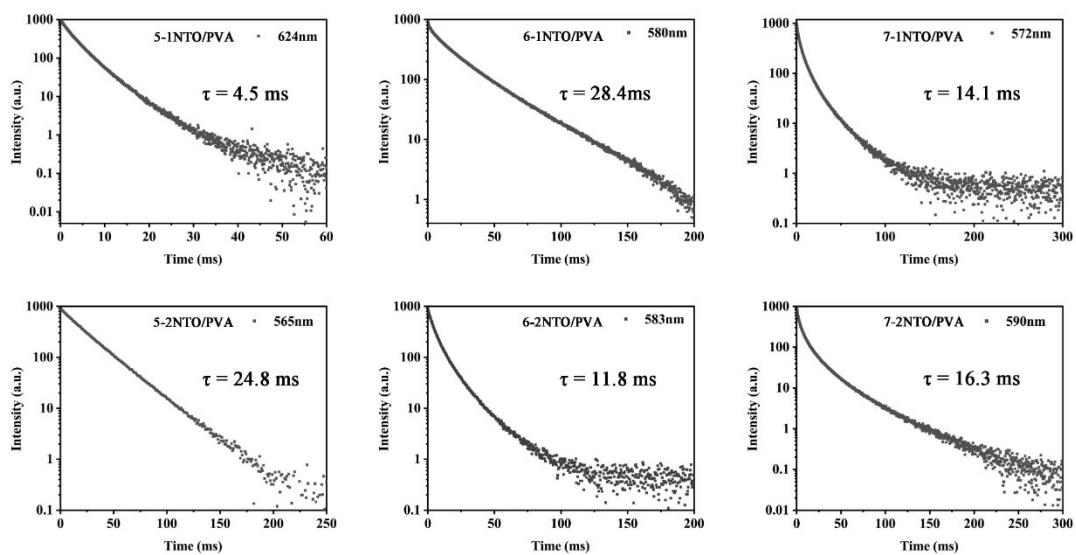 5-1NTO/PVA 624nm
τ = 4.5 ms
Intensity (a.u.)
1000
100
10
1
0.1
0.01
0 10 20 30 40 50 60
Time (ms)
6-1NTO/PVA 580nm
τ = 28.4ms
Intensity (a.u.)
1000
100
10
1
0 50 100 150 200
Time (ms)
7-1NTO/PVA 572nm
τ = 14.1 ms
Intensity (a.u.)
1000
100
10
1
0.1
0 100 200 300
Time (ms)
5-2NTO/PVA 565nm
τ = 24.8 ms
Intensity (a.u.)
1000
100
10
1
0.1
0 50 100 150 200 250
Time (ms)
6-2NTO/PVA 583nm
τ = 11.8 ms
Intensity (a.u.)
1000
100
10
1
0.1
0 50 100 150 200
Time (ms)
7-2NTO/PVA 590nm
τ = 16.3 ms
Intensity (a.u.)
1000
100
10
1
0.1
0.01
0 50 100 150 200 250 300
Time (ms)